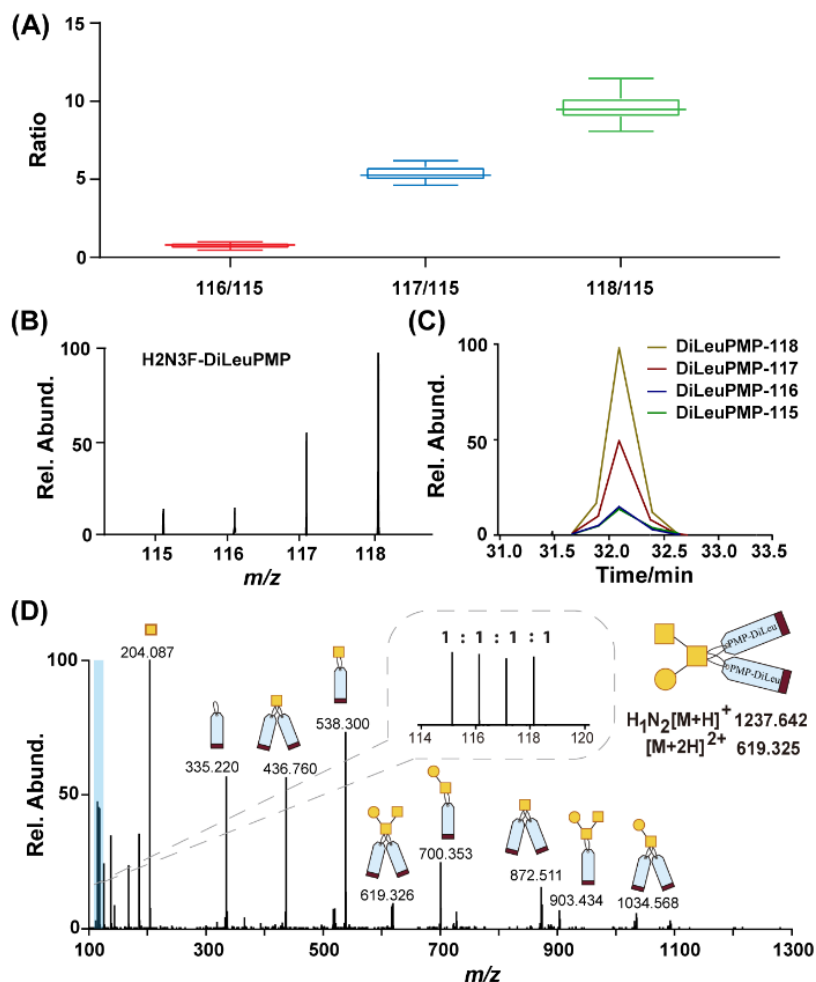 (A)
15
10
5
0
Ratio
116/115
117/115
118/115
(B)
H2N3F-DiLeuPMP
100
50
0
Rel. Abund.
115
116
117
118
m/z
(C)
DiLeuPMP-118
DiLeuPMP-117
DiLeuPMP-116
DiLeuPMP-115
100
50
0
Rel. Abund.
31.0
31.5
32.0
32.5
33.0
33.5
Time/min
(D)
100
50
0
Rel. Abund.
204.087
335.220
436.760
538.300
619.326
700.353
872.511
903.434
1034.568
1 : 1 : 1 : 1
114
116
118
120
PMP-DiLeu
PMP-DiLeu
H₁N₂[M+H]⁺ 1237.642
[M+2H]²⁺ 619.325
100
300
500
700
900
1100
1300
m/z